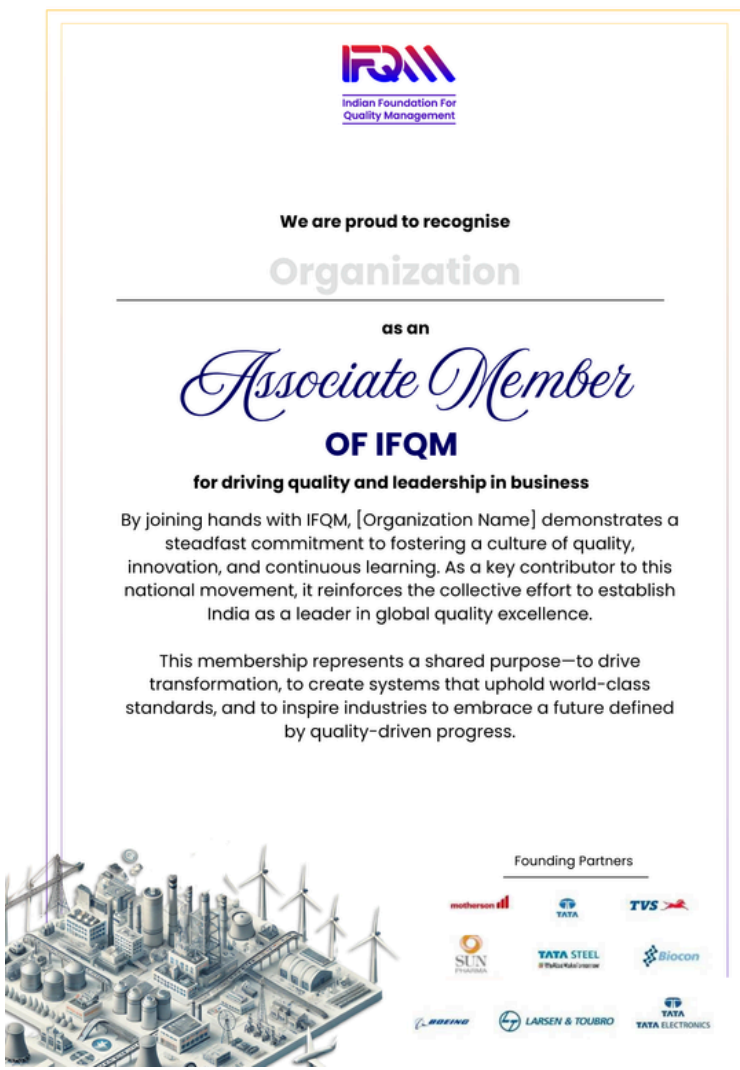 IFQM
Indian Foundation For
Quality Management
We are proud to recognise
Organization
as an
Associate Member
OF IFQM
for driving quality and leadership in business
By joining hands with IFQM, [Organization Name] demonstrates a
steadfast commitment to fostering a culture of quality,
innovation, and continuous learning. As a key contributor to this
national movement, it reinforces the collective effort to establish
India as a leader in global quality excellence.
This membership represents a shared purpose—to drive
transformation, to create systems that uphold world-class
standards, and to inspire industries to embrace a future defined
by quality-driven progress.
Founding Partners
motherson
TATA
TVS
SUN
PHARMA
TATA STEEL
#WeAlsoMakeTomorrow
Biocon
BOEING
LARSEN & TOUBRO
TATA
TATA ELECTRONICS